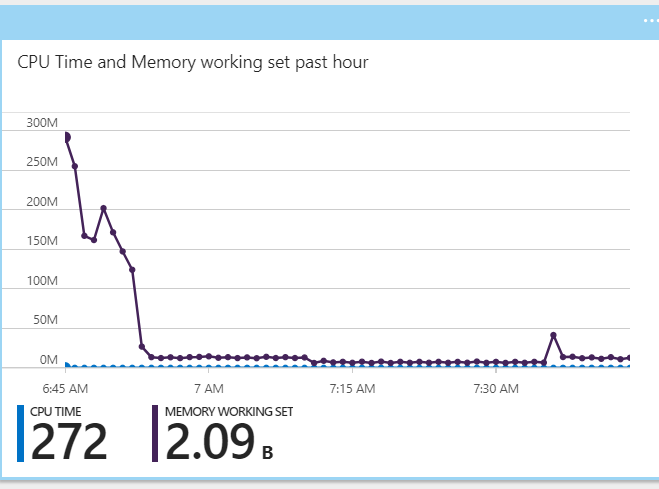 CPU Time and Memory working set past hour
300M
250M
200M
150M
100M
50M
0M
6:45 AM 7 AM 7:15 AM 7:30 AM
CPU TIME MEMORY WORKING SET
272 2.09 B